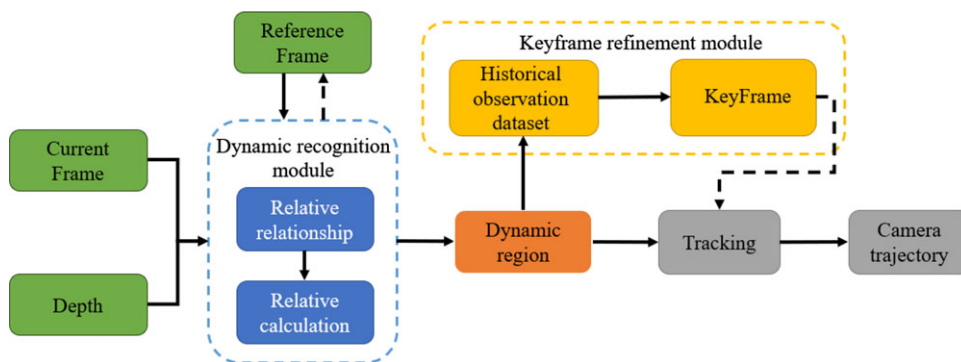 Reference
Frame
Keyframe refinement module
Historical
observation
dataset
KeyFrame
Current
Frame
Dynamic recognition
module
Relative
relationship
Dynamic
region
Tracking
Camera
trajectory
Depth
Relative
calculation